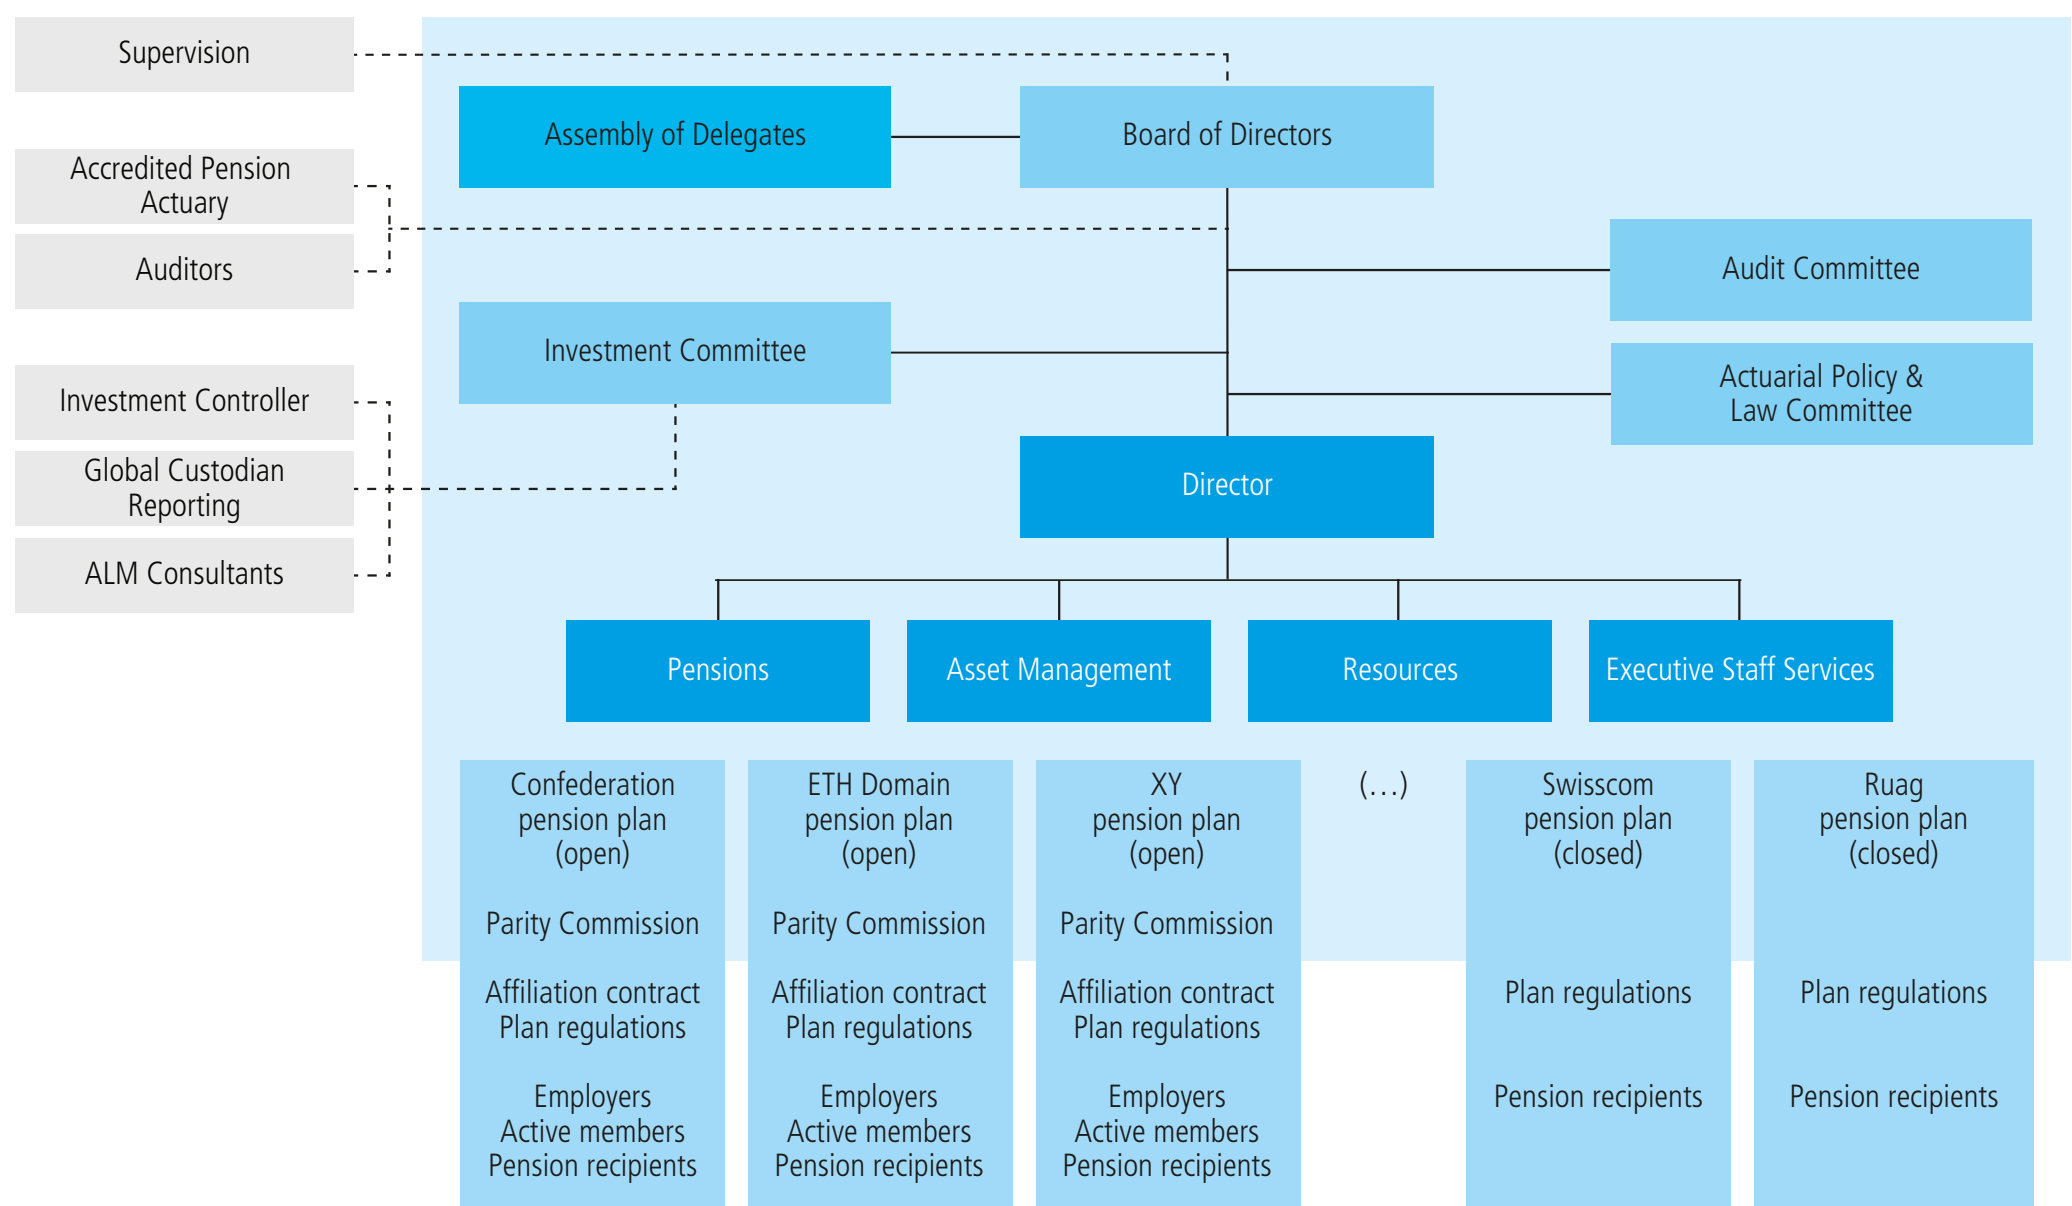 Supervision
Assembly of Delegates
Board of Directors
Accredited Pension
Actuary
Auditors
Audit Committee
Investment Committee
Actuarial Policy &
Law Committee
Investment Controller
Global Custodian
Reporting
ALM Consultants
Director
Pensions
Asset Management
Resources
Executive Staff Services
Confederation
pension plan
(open)
Parity Commission
Affiliation contract
Plan regulations
Employers
Active members
Pension recipients
ETH Domain
pension plan
(open)
Parity Commission
Affiliation contract
Plan regulations
Employers
Active members
Pension recipients
XY
pension plan
(open)
Parity Commission
Affiliation contract
Plan regulations
Employers
Active members
Pension recipients
(…)
Swisscom
pension plan
(closed)
Plan regulations
Pension recipients
Ruag
pension plan
(closed)
Plan regulations
Pension recipients